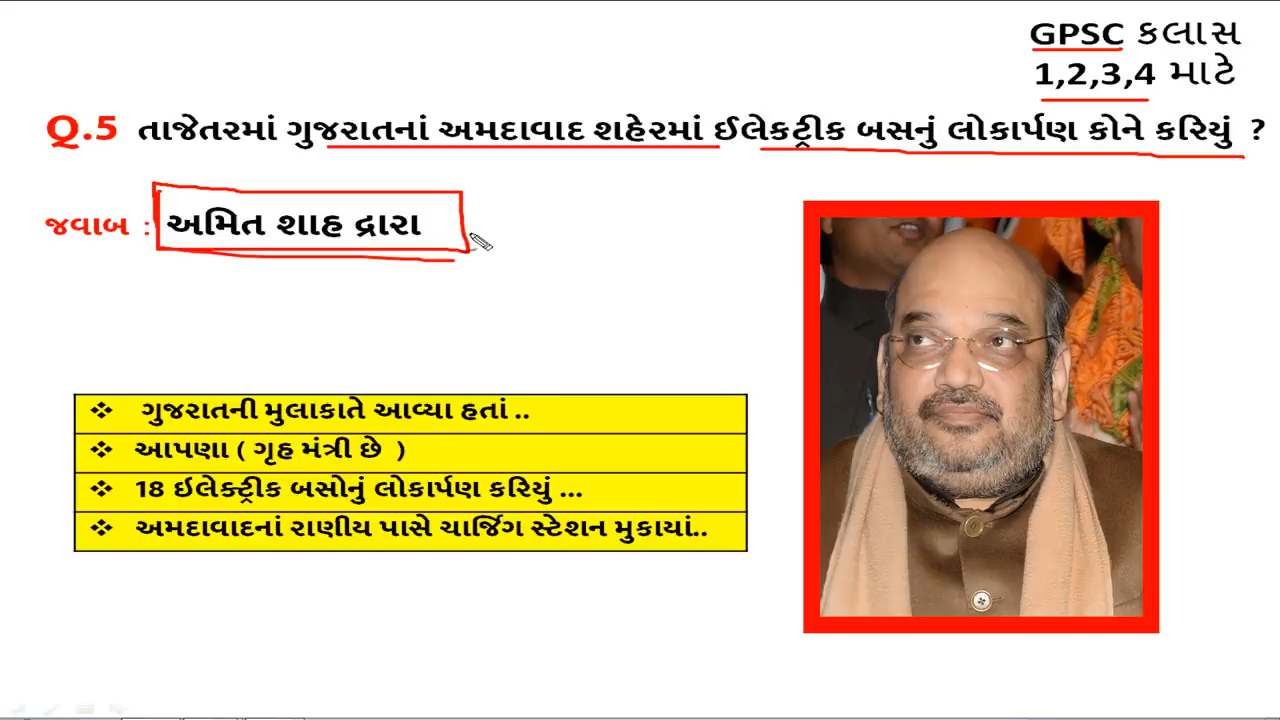 GPSC કલાસ
1,2,3,4 માટે
Q.5 તાજેતરમાં ગુજરાતનાં અમદાવાદ શહેરમાં ઈલેકટ્રીક બસનું લોકાર્પણ કોને કરિયું ?
જવાબ : અમિત શાહ દ્રારા
❖ ગુજરાતની મુલાકાતે આવ્યા હતાં ..
❖ આપણા ( ગૃહ મંત્રી છે )
❖ 18 ઇલેક્ટ્રીક બસોનું લોકાર્પણ કરિયું ...
❖ અમદાવાદનાં રાણીય પાસે ચાર્જિગ સ્ટેશન મુકાયાં..